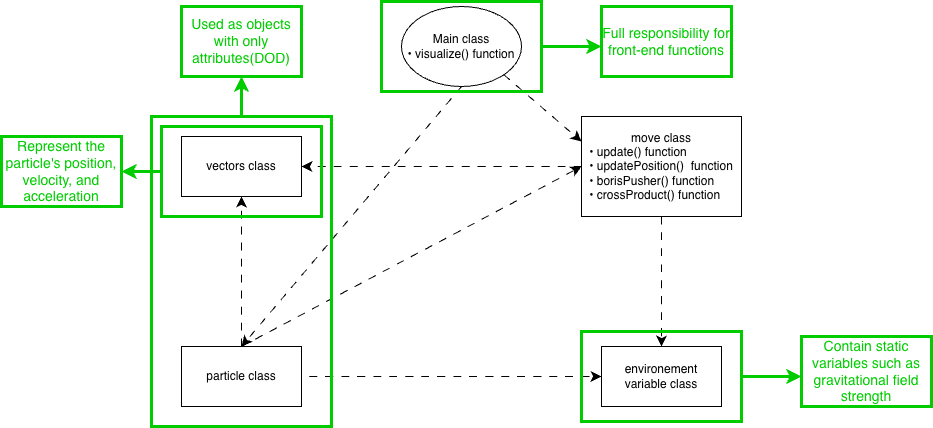 Used as objects
with only
attributes(DOD)
Main class
• visualize() function
Full responsibility for
front-end functions
Represent the
particle's position,
velocity, and
acceleration
vectors class
move class
• update() function
• updatePosition()  function
• borisPusher() function
• crossProduct() function
particle class
environement
variable class
Contain static
variables such as
gravitational field
strength